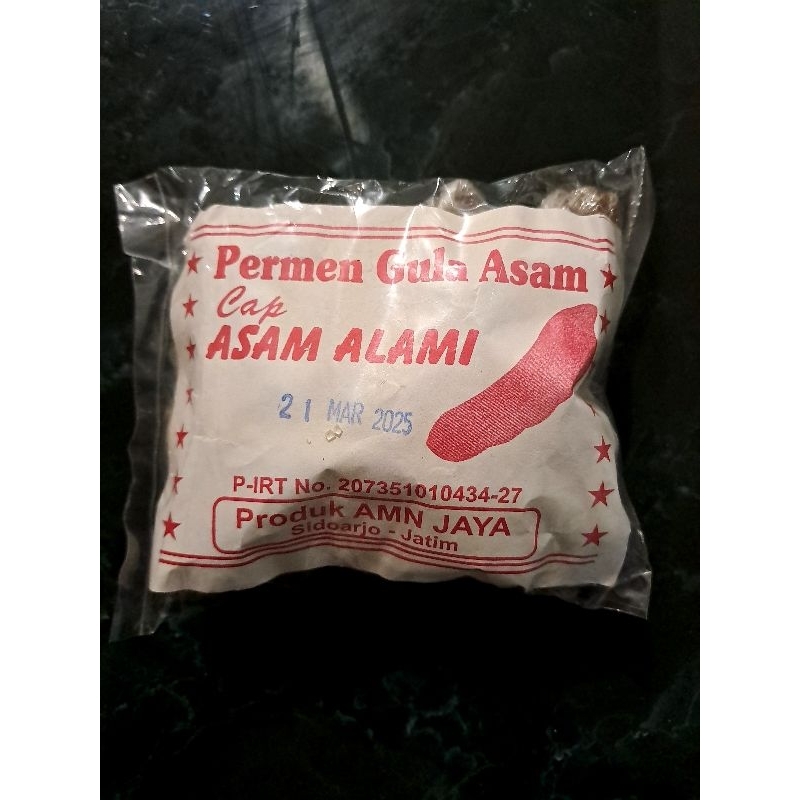 Permen Gula Asam
Cap
ASAM ALAMI
21 MAR 2025
P-IRT No. 207351010434-27
Produk AMN JAYA
Sidoarjo - Jatim